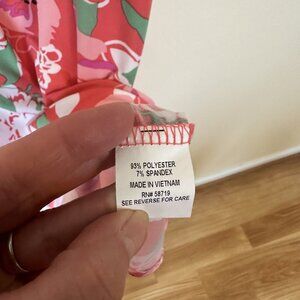 93% POLYESTER
7% SPANDEX
MADE IN VIETNAM
RN# 58719
SEE REVERSE FOR CARE